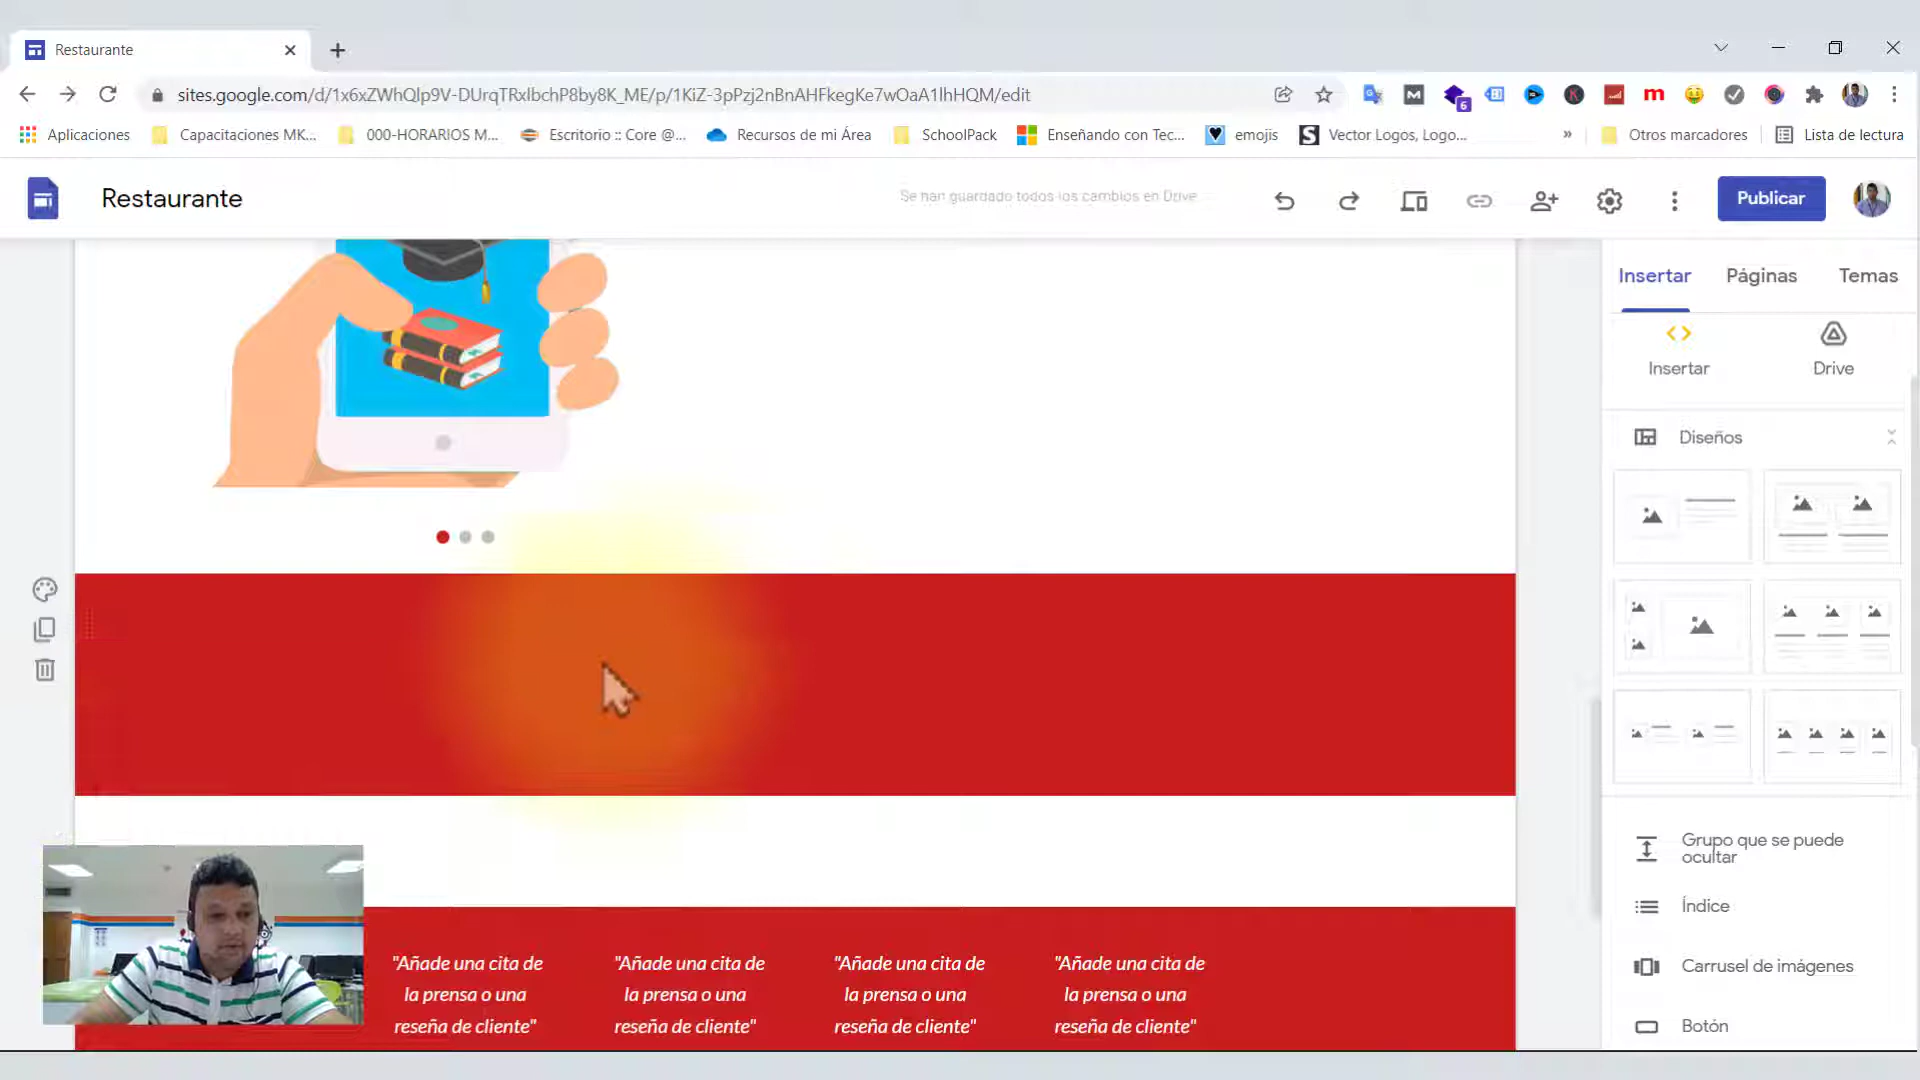 Restaurante
sites.google.com/d/1x6xZWhQlp9V-DUrqTRxlbchP8by8K_ME/p/1KiZ-3pPzj2nBnAHFkegKe7wOaA1lhHQM/edit
6
Aplicaciones
Capacitaciones MK...
000-HORARIOS M...
Escritorio :: Core @...
Recursos de mi Área
SchoolPack
Enseñando con Tec...
emojis
Vector Logos, Logo...
»
Otros marcadores
Lista de lectura
Restaurante
Se han guardado todos los cambios en Drive
Publicar
Insertar
Páginas
Temas
Insertar
Drive
Diseños
Grupo que se puede
ocultar
Índice
Carrusel de imágenes
Botón
"Añade una cita de
la prensa o una
reseña de cliente"
"Añade una cita de
la prensa o una
reseña de cliente"
"Añade una cita de
la prensa o una
reseña de cliente"
"Añade una cita de
la prensa o una
reseña de cliente"